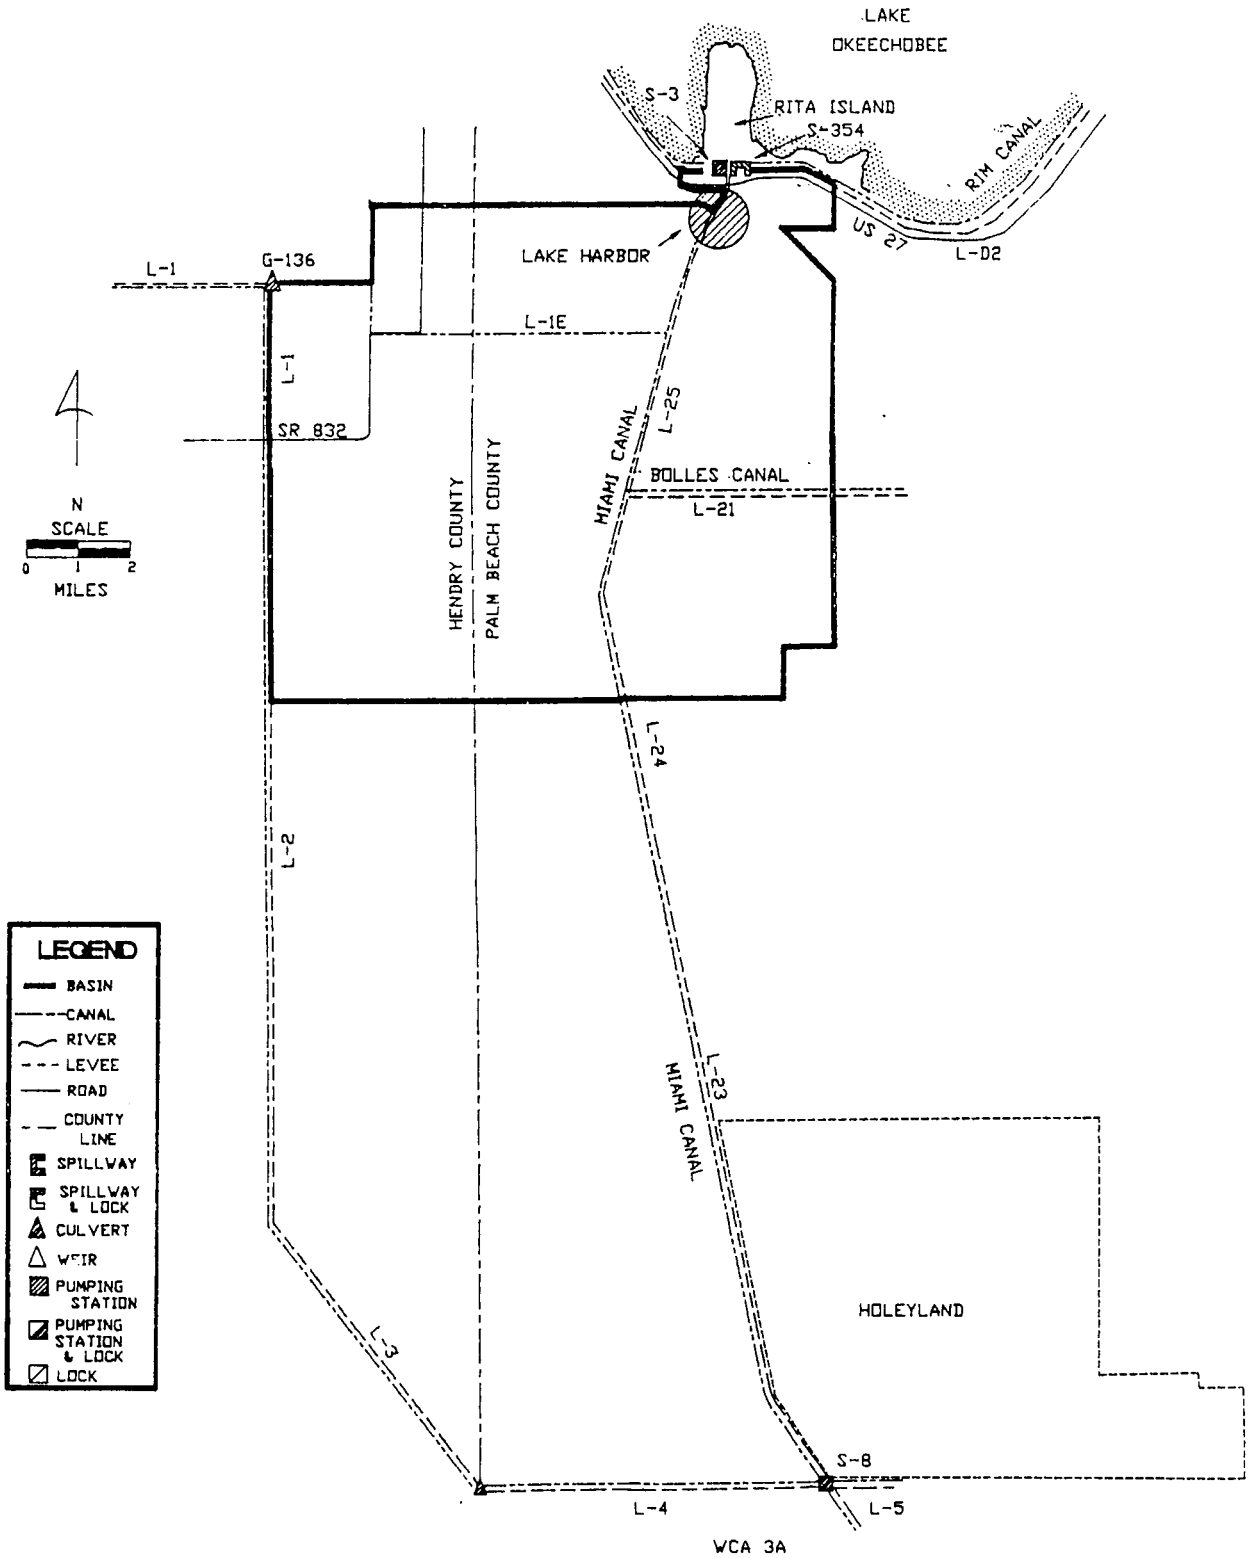 LAKE
OKEECHOBEE
S-3
RITA ISLAND
S-354
RIM CANAL
US 27
L-D2
LAKE HARBOR
G-136
L-1
L-1E
L-1
L-25
SR 832
MIAMI CANAL
BOLLES CANAL
L-21
N
SCALE
0 1 2
MILES
HENDRY COUNTY
PALM BEACH COUNTY
L-24
L-2
LEGEND
BASIN
CANAL
RIVER
LEVEE
ROAD
COUNTY
LINE
SPILLWAY
SPILLWAY
& LOCK
CULVERT
WEIR
PUMPING
STATION
PUMPING
STATION
& LOCK
LOCK
L-23
MIAMI CANAL
HOLEYLAND
L-3
S-8
L-4
L-5
WCA 3A